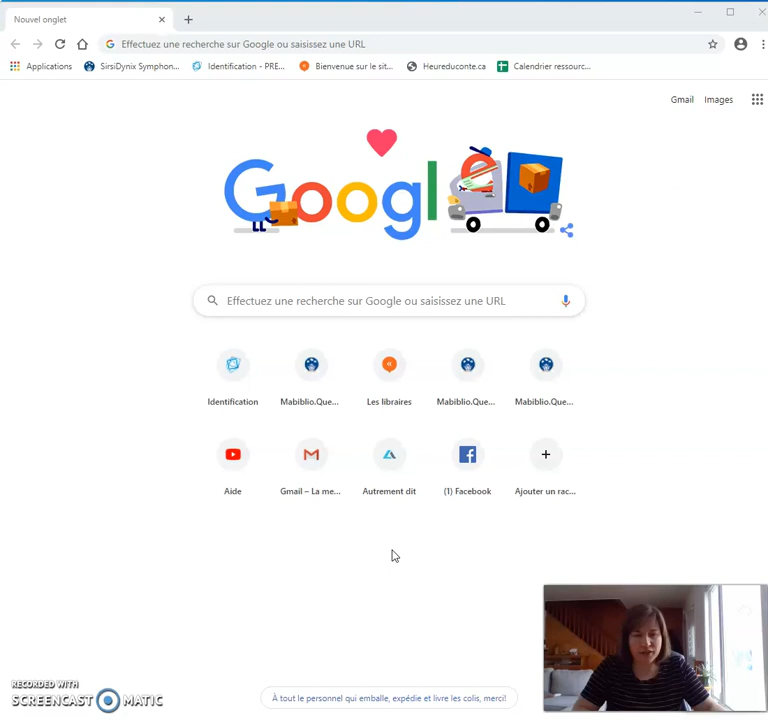 Nouvel onglet
Effectuez une recherche sur Google ou saisissez une URL
Applications SirsiDynix Symphon... Identification - PRE... Bienvenue sur le sit... Heureduconte.ca Calendrier ressourc...
Gmail Images
Google
Effectuez une recherche sur Google ou saisissez une URL
Identification Mabiblio.Que... Les libraires Mabiblio.Que... Mabiblio.Que...
Aide Gmail – La me... Autrement dit (1) Facebook Ajouter un rac...
RECORDED WITH
SCREENCAST MATIC
À tout le personnel qui emballe, expédie et livre les colis, merci!